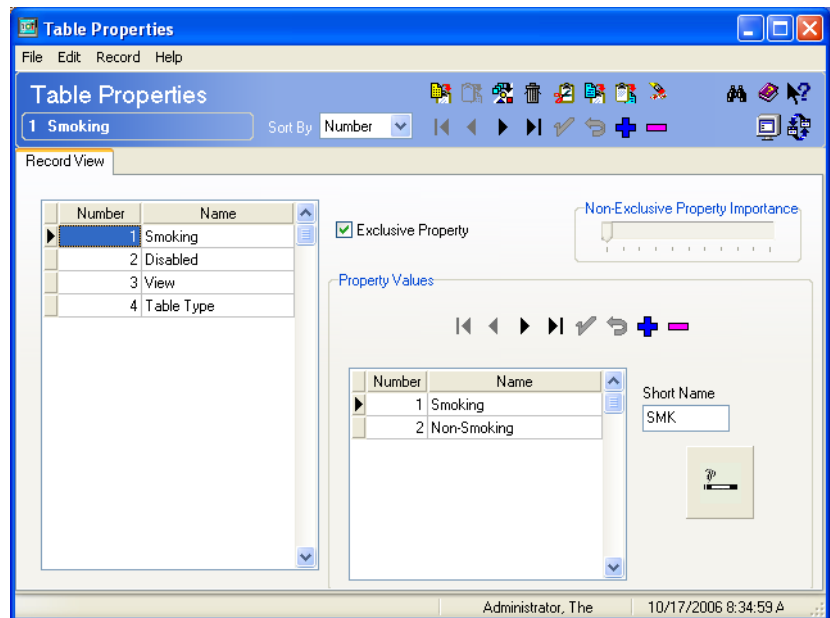 Table Properties
File Edit Record Help
Table Properties
1 Smoking
Sort By Number
Record View
Number Name
1 Smoking
2 Disabled
3 View
4 Table Type
Exclusive Property
Non-Exclusive Property Importance
Property Values
Number Name
1 Smoking
2 Non-Smoking
Short Name
SMK
Administrator, The
10/17/2006 8:34:59 A